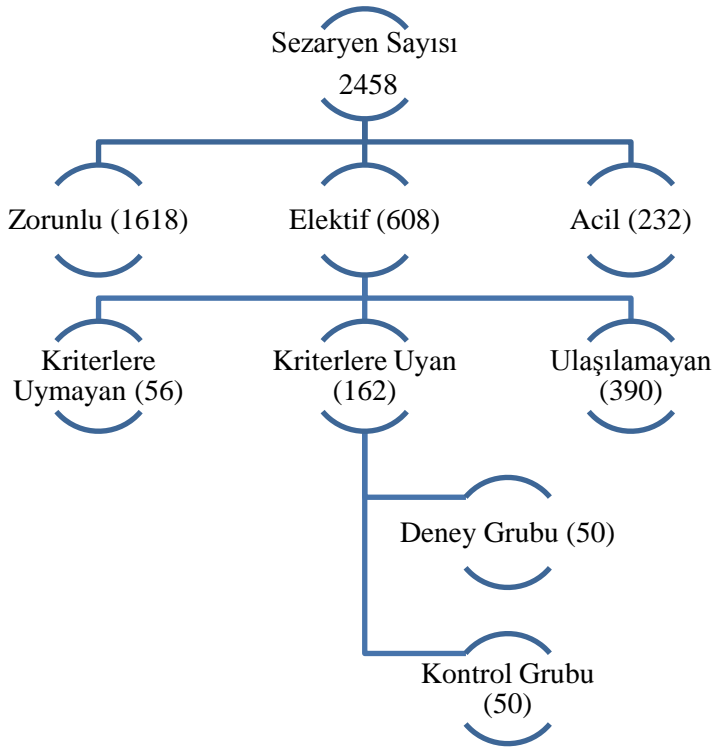 Sezaryen Sayısı
2458
Zorunlu (1618)
Elektif (608)
Acil (232)
Kriterlere
Uymayan (56)
Kriterlere Uyan
(162)
Ulaşılamayan
(390)
Deney Grubu (50)
Kontrol Grubu
(50)